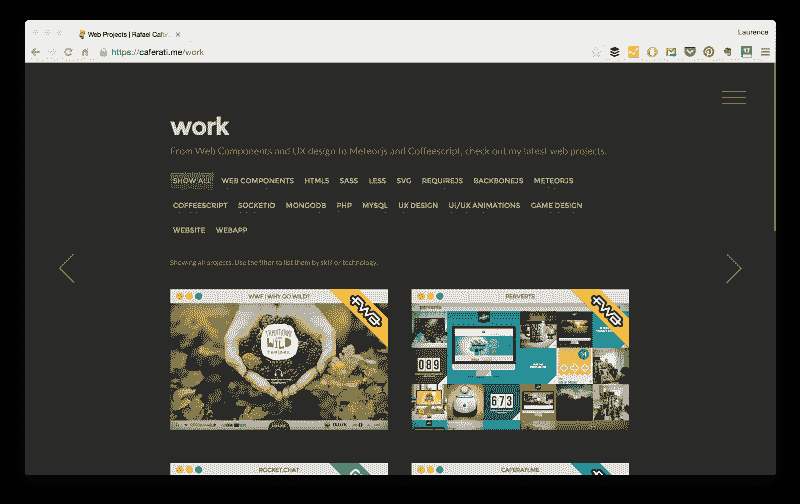 Web Projects | Rafael Cafer
Laurence
https://caferati.me/work
work
From Web Components and UX design to Meteorjs and Coffeescript, check out my latest web projects.
SHOW ALL WEB COMPONENTS HTML5 SASS LESS SVG REQUIREJS BACKBONEJS METEORJS
COFFEESCRIPT SOCKETIO MONGODB PHP MYSQL UX DESIGN UI/UX ANIMATIONS GAME DESIGN
WEBSITE WEBAPP
Showing all projects. Use the filter to list them by skill or technology.
WWF | WHY GO WILD?
fwa
WILD
PERVERTS
fwa
089
673
ROCKET.CHAT
CAFERATI.ME